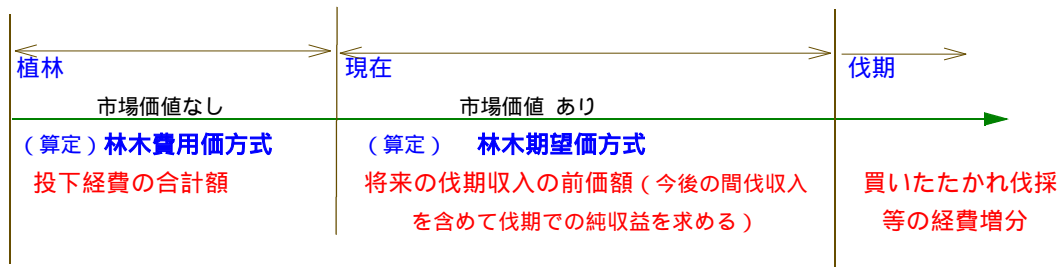 植林
現在
伐期
市場価値なし
市場価値 あり
(算定)林木費用価方式
(算定) 林木期望価方式
投下経費の合計額
将来の伐期収入の前価額(今後の間伐収入
を含めて伐期での純収益を求める)
買いたたかれ伐採
等の経費増分